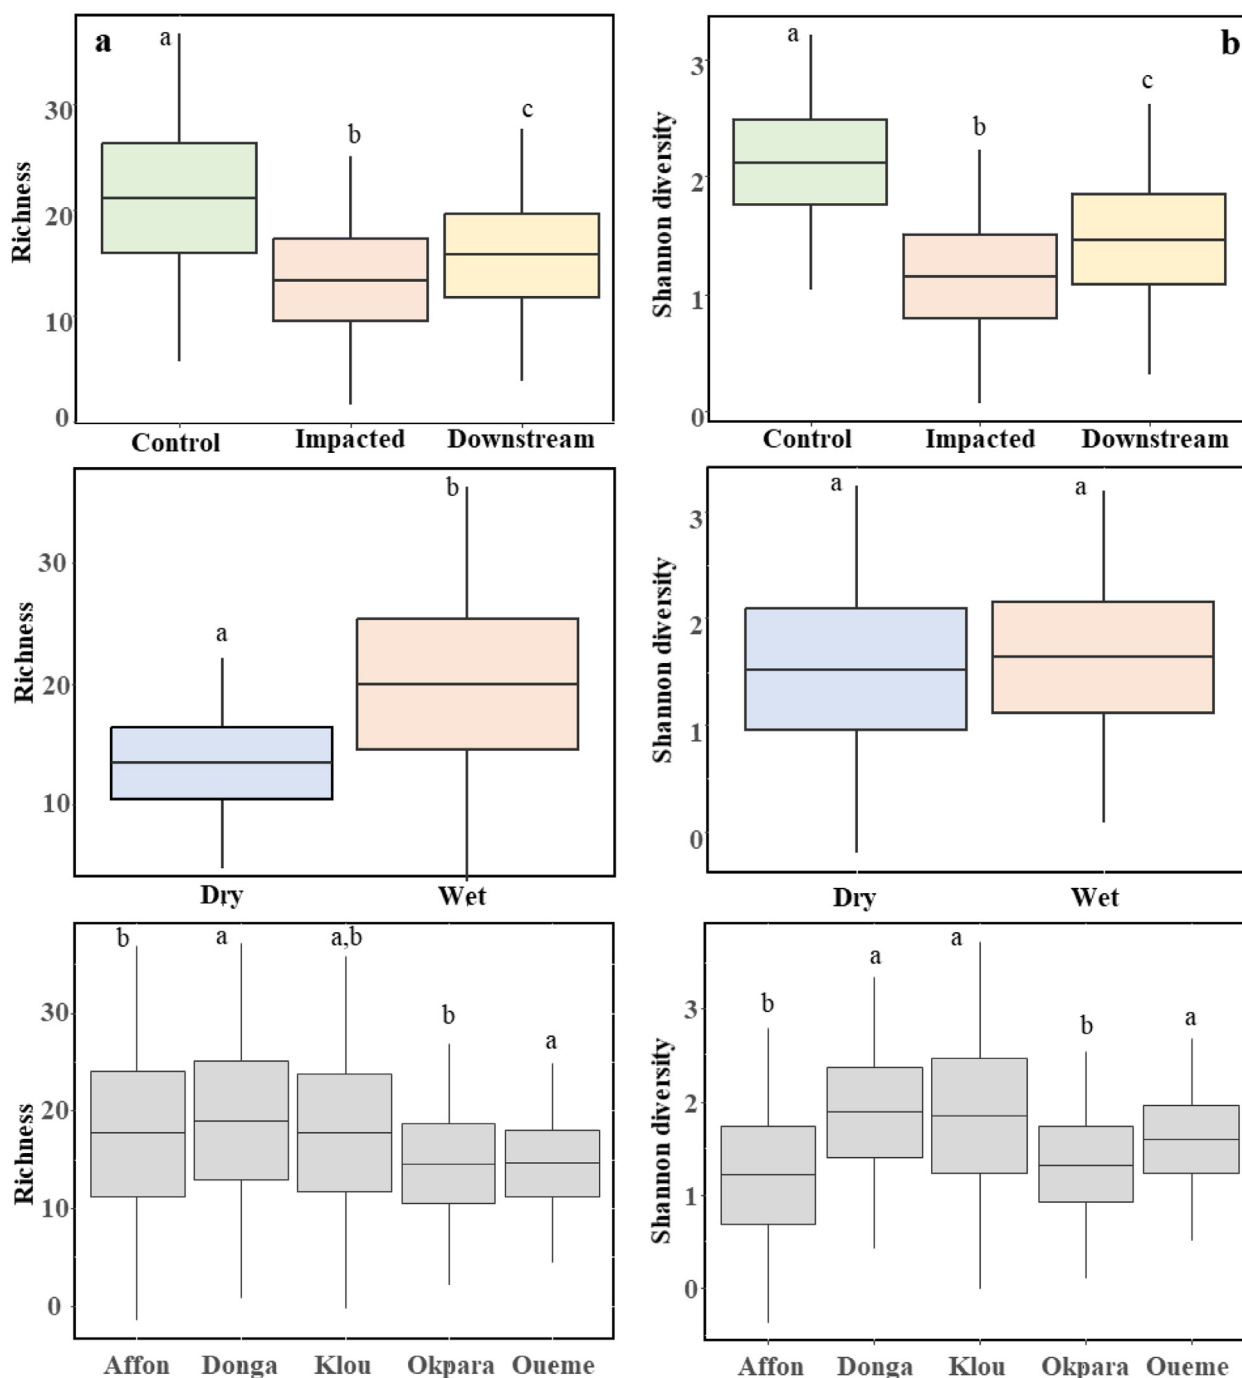 a
a
b
c
30
20
10
0
Richness
Control
Impacted
Downstream
b
a
b
c
3
2
1
0
Shannon diversity
Control
Impacted
Downstream
a
b
30
20
10
Richness
Dry
Wet
a
a
3
2
1
0
Shannon diversity
Dry
Wet
b
a
a,b
b
a
30
20
10
0
Richness
Affon
Donga
Klou
Okpara
Oueme
b
a
a
b
a
3
2
1
0
Shannon diversity
Affon
Donga
Klou
Okpara
Oueme